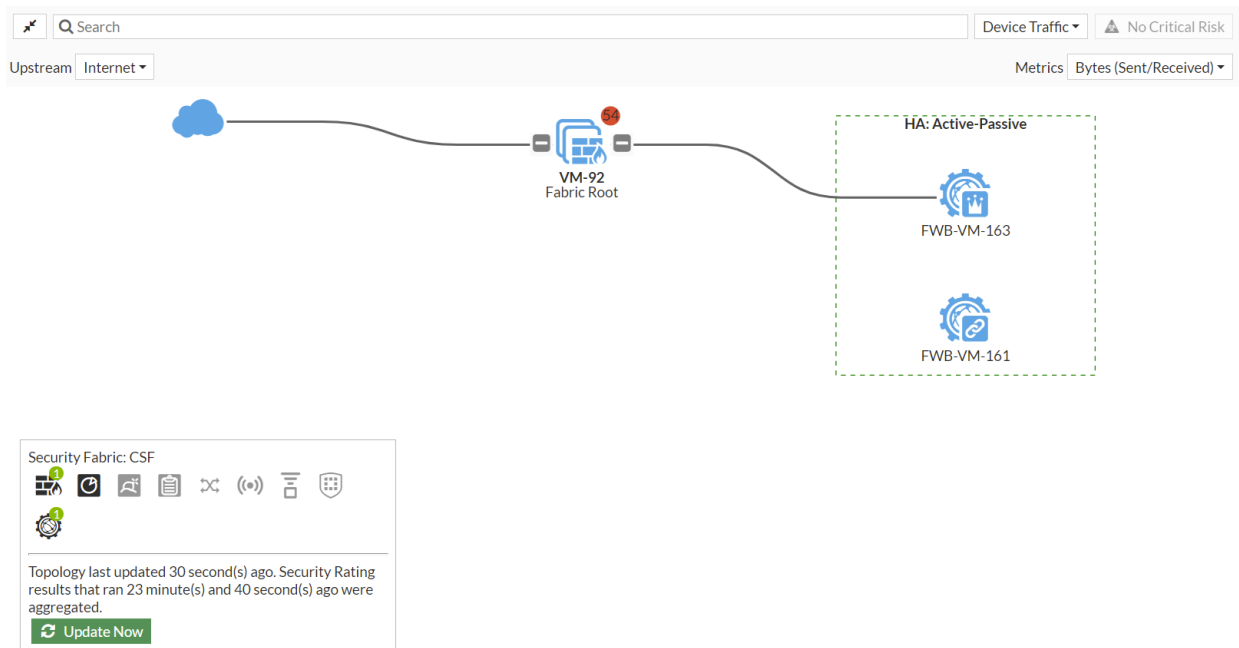 Search
Device Traffic
No Critical Risk
Upstream
Internet
Metrics
Bytes (Sent/Received)
54
VM-92
Fabric Root
HA: Active-Passive
FWB-VM-163
FWB-VM-161
Security Fabric: CSF
1
1
Topology last updated 30 second(s) ago. Security Rating
results that ran 23 minute(s) and 40 second(s) ago were
aggregated.
Update Now